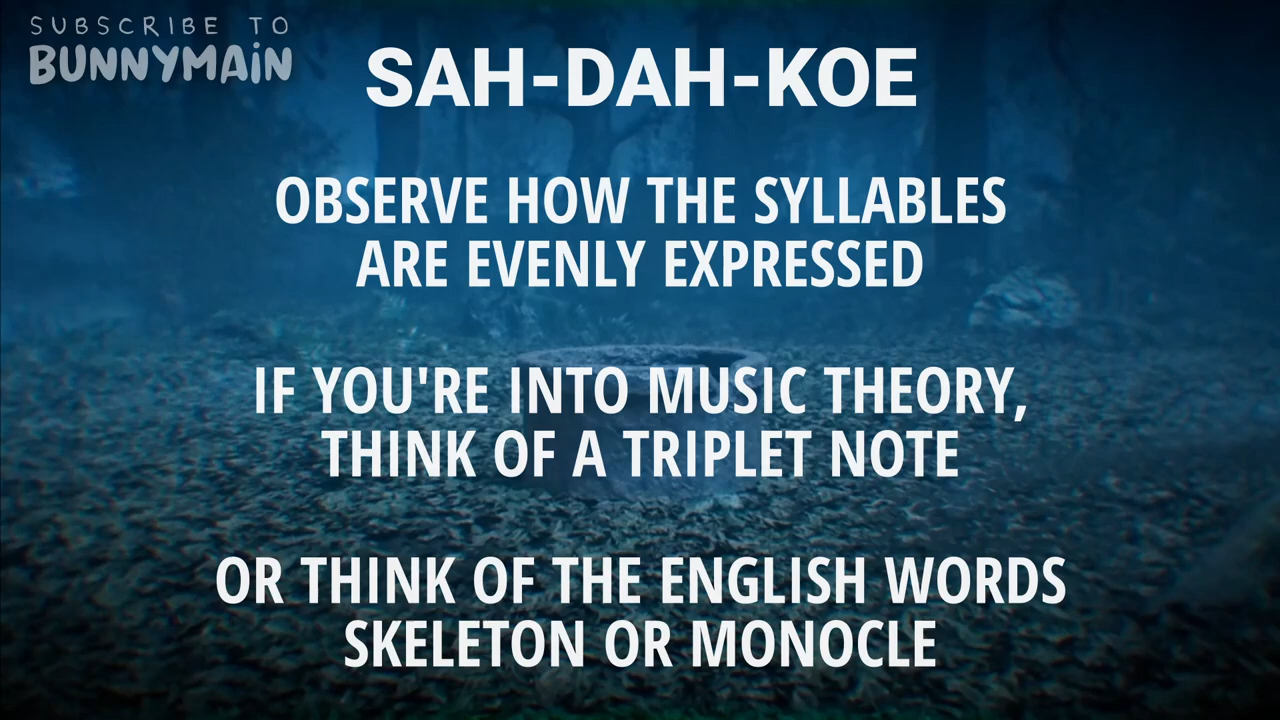 SUBSCRIBE TO
BUNNYMAiN
SAH-DAH-KOE
OBSERVE HOW THE SYLLABLES
ARE EVENLY EXPRESSED
IF YOU'RE INTO MUSIC THEORY,
THINK OF A TRIPLET NOTE
OR THINK OF THE ENGLISH WORDS
SKELETON OR MONOCLE